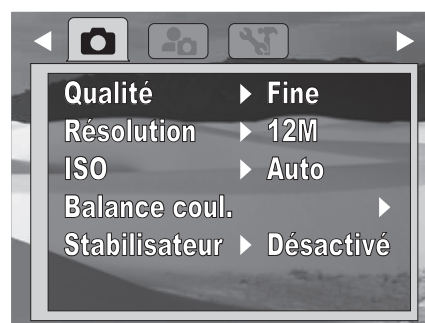 Qualité Fine
Résolution 12M
ISO Auto
Balance coul.
Stabilisateur Désactivé